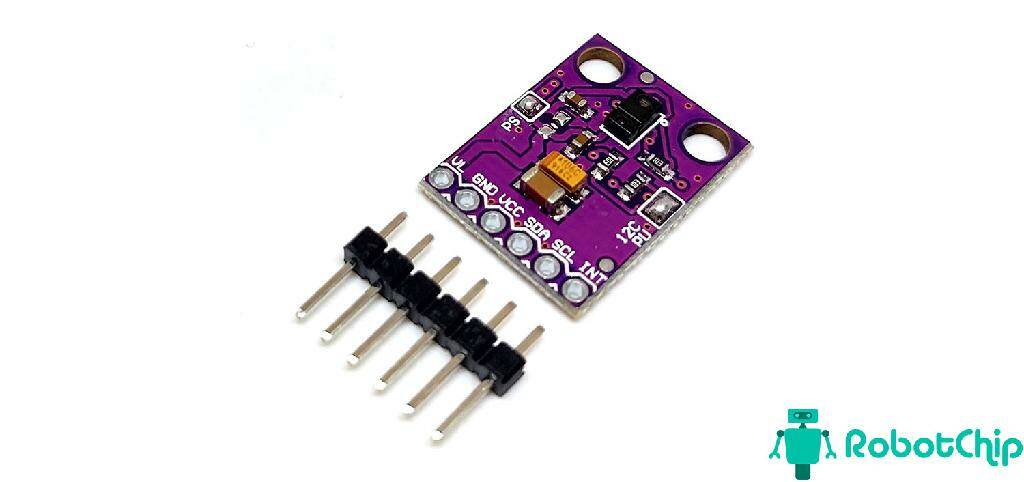 PS
VL
GND
VCC
SDA
SCL
INT
I2C
PU
RobotChip